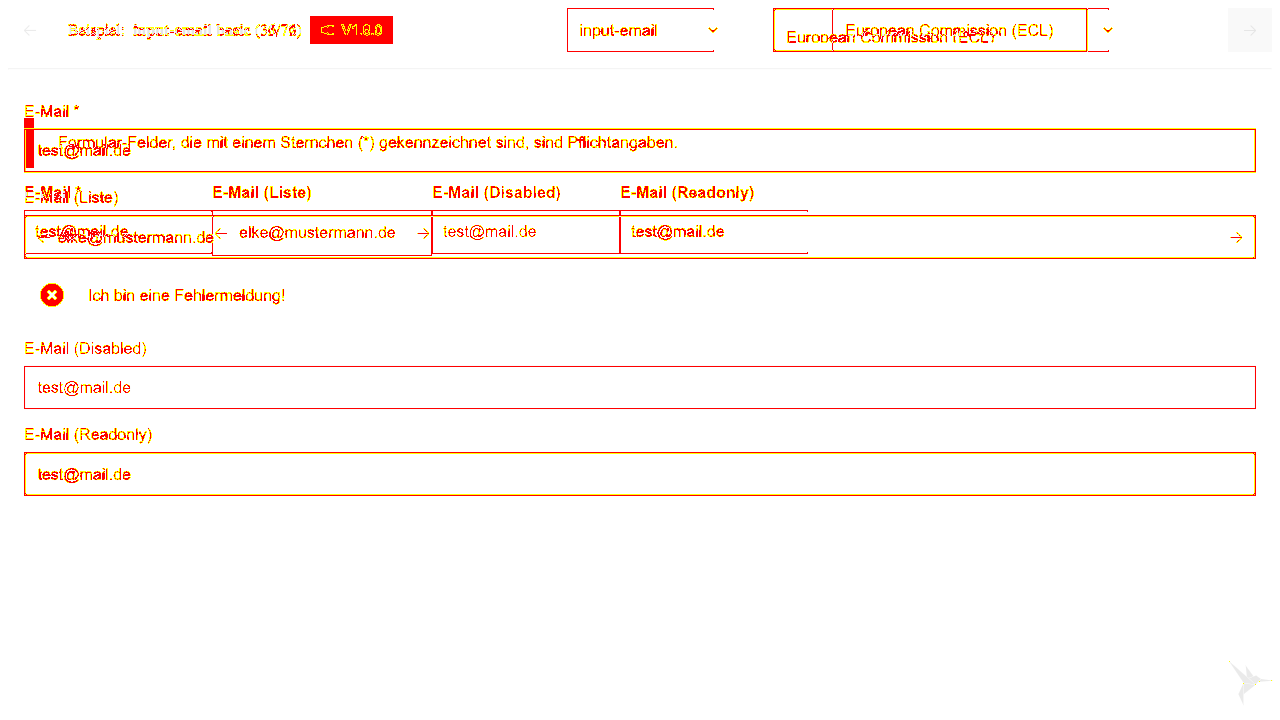 Beispiel: input-email basic V1.6.0
input-email
European Commission (ECL)
European Commission (ECL)
E-Mail *
Formular-Felder, die mit einem Sternchen (*) gekennzeichnet sind, sind Pflichtangaben.
test@mail.de
E-Mail * E-Mail (Liste) E-Mail (Disabled) E-Mail (Readonly)
E-Mail (Liste)
test@mail.de elke@mustermann.de test@mail.de test@mail.de
elke@mustermann.de
Ich bin eine Fehlermeldung!
E-Mail (Disabled)
test@mail.de
E-Mail (Readonly)
test@mail.de